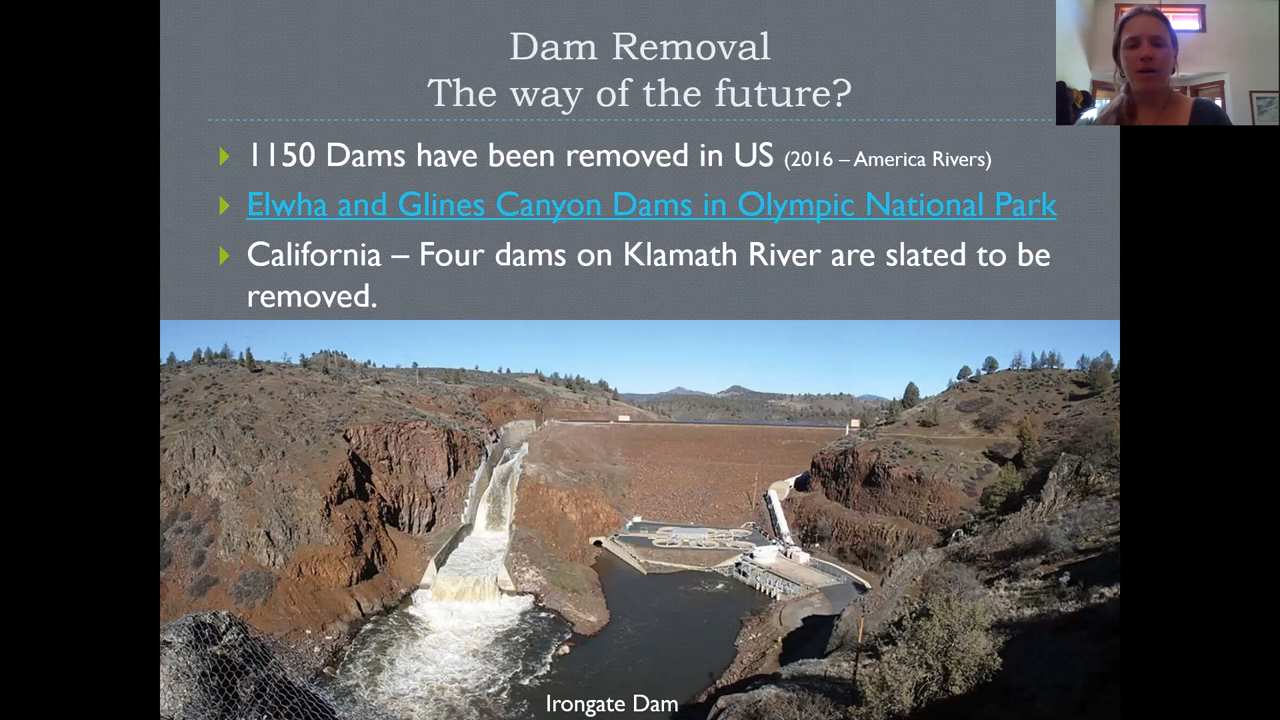 Dam Removal
The way of the future?
1150 Dams have been removed in US (2016 – America Rivers)
Elwha and Glines Canyon Dams in Olympic National Park
California – Four dams on Klamath River are slated to be
removed.
Irongate Dam